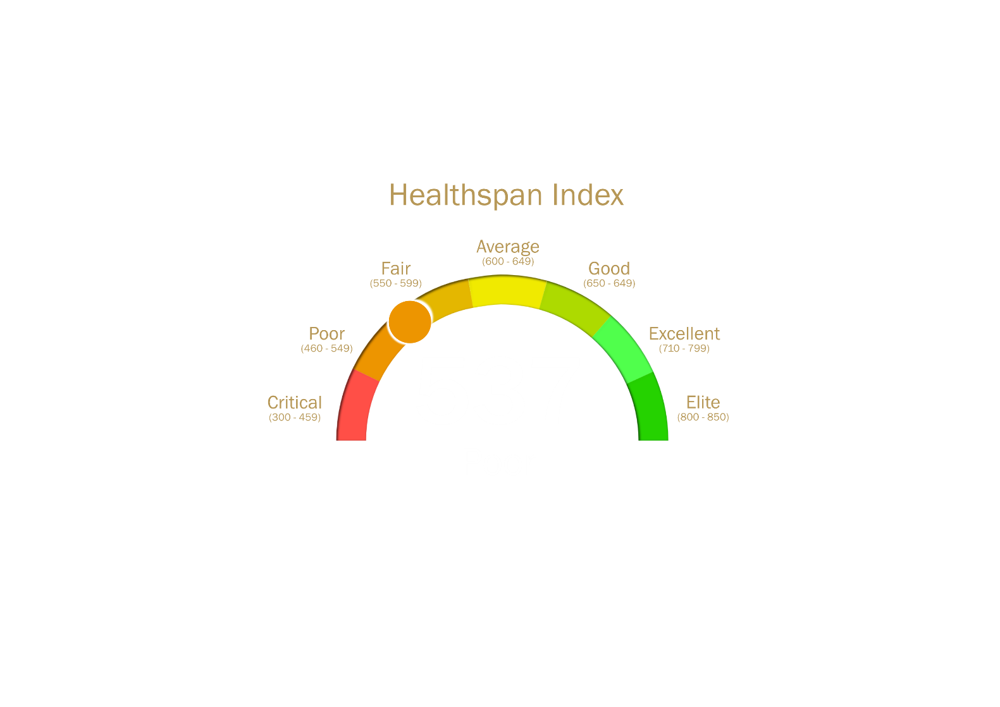 Healthspan Index
Average
(600 - 649)
Fair
(550 - 599)
Good
(650 - 649)
Poor
(460 - 549)
Excellent
(710 - 799)
Critical
(300 - 459)
Elite
(800 - 850)